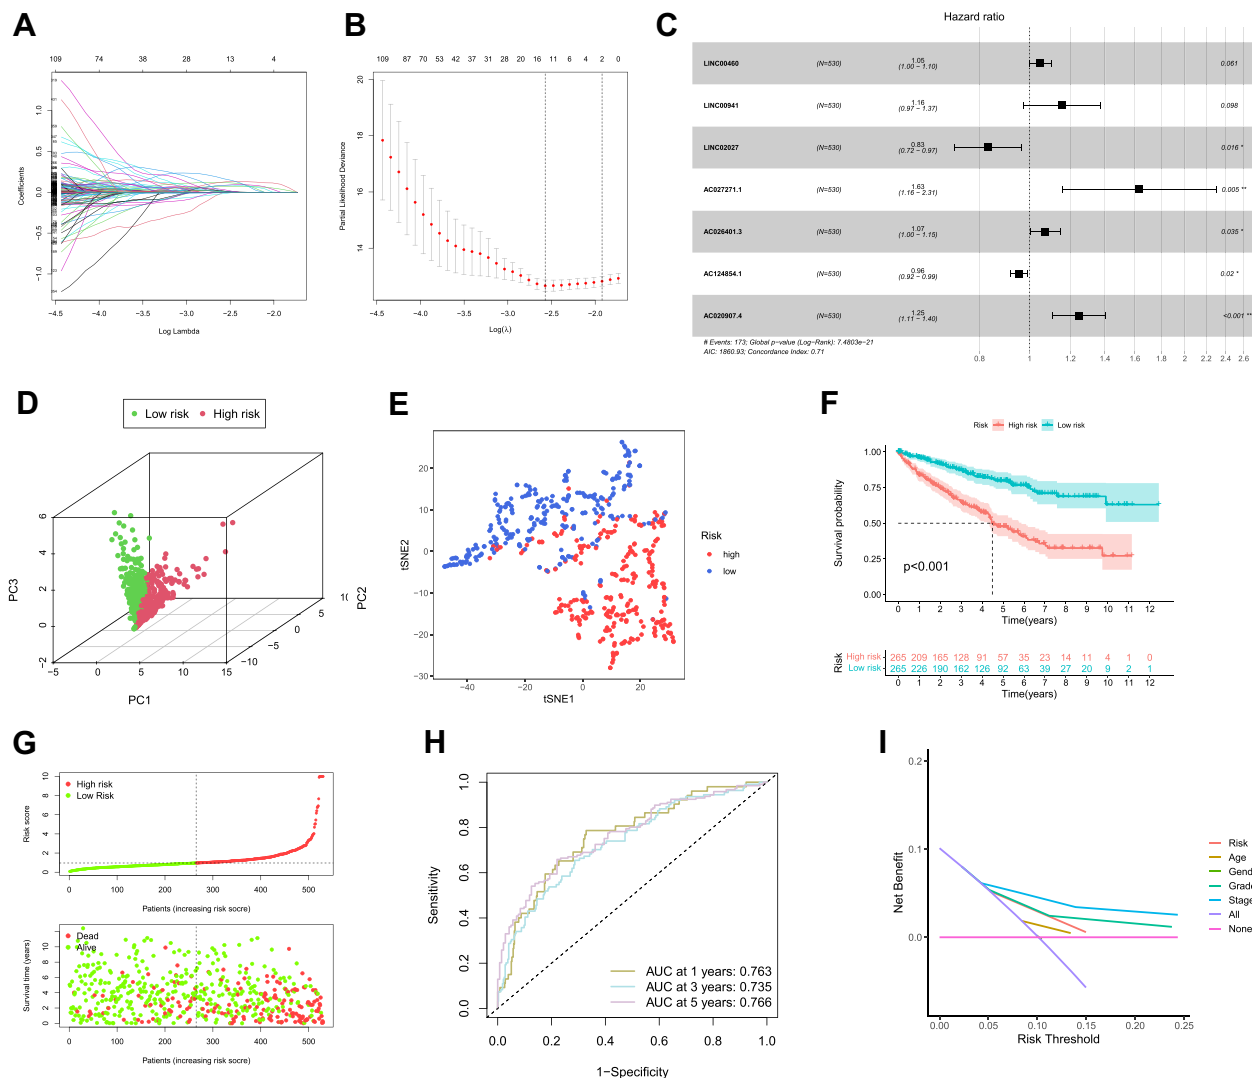 A
109 74 38 28 13 4
1.0
0.5
0.0
−0.5
−1.0
Coefficients
−4.5 −4.0 −3.5 −3.0 −2.5 −2.0
Log Lambda
B
109 87 70 53 42 37 31 28 20 16 11 6 4 2 0
20
18
16
14
Partial Likelihood Deviance
−4.5 −4.0 −3.5 −3.0 −2.5 −2.0
Log(λ)
C
Hazard ratio
LINC00460 (N=530) 1.05 (1.00 − 1.10) 0.061
LINC00941 (N=530) 1.16 (0.97 − 1.37) 0.098
LINC02027 (N=530) 0.83 (0.72 − 0.97) 0.016 *
AC027271.1 (N=530) 1.63 (1.16 − 2.31) 0.005 **
AC026401.3 (N=530) 1.07 (1.00 − 1.15) 0.035 *
AC124854.1 (N=530) 0.96 (0.92 − 0.99) 0.02 *
AC020907.4 (N=530) 1.25 (1.11 − 1.40) <0.001 **
# Events: 173; Global p−value (Log−Rank): 7.4803e−21
AIC: 1860.93; Concordance Index: 0.71
0.8 1 1.2 1.4 1.6 1.8 2 2.2 2.4 2.6
D
Low risk High risk
6
4
2
0
−2
PC3
−5 0 5 10 15
PC1
−10 −5 0 5 10
PC2
E
20
10
0
−10
−20
−30
tSNE2
−40 −20 0 20
tSNE1
Risk
high
low
F
Risk High risk Low risk
1.00
0.75
0.50
0.25
0.00
Survival probability
p<0.001
0 1 2 3 4 5 6 7 8 9 10 11 12
Time(years)
Risk
High risk 265 209 165 128 91 57 35 23 14 11 4 1 0
Low risk 265 226 190 162 126 92 63 39 27 20 9 2 1
0 1 2 3 4 5 6 7 8 9 10 11 12
Time(years)
G
High risk
Low Risk
10
8
6
4
2
0
Risk score
0 100 200 300 400 500
Patients (increasing risk socre)
Dead
Alive
12
10
8
6
4
2
0
Survival time (years)
0 100 200 300 400 500
Patients (increasing risk socre)
H
1.0
0.8
0.6
0.4
0.2
0.0
Sensitivity
AUC at 1 years: 0.763
AUC at 3 years: 0.735
AUC at 5 years: 0.766
0.0 0.2 0.4 0.6 0.8 1.0
1−Specificity
I
0.2
0.1
0.0
Net Benefit
0.00 0.05 0.10 0.15 0.20 0.25
Risk Threshold
Risk
Age
Gend
Grade
Stage
All
None